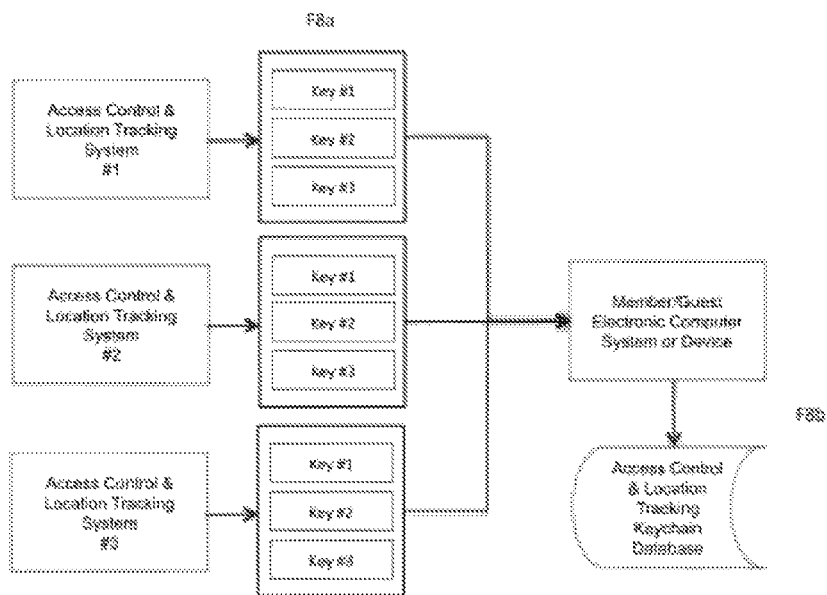 F8a
Access Control &
Location Tracking
System
#1
Key #1
Key #2
Key #3
Access Control &
Location Tracking
System
#2
Key #1
Key #2
Key #3
Access Control &
Location Tracking
System
#3
Key #1
Key #2
Key #3
Member/Guest
Electronic Computer
System or Device
F8b
Access Control
& Location
Tracking
Keychain
Database